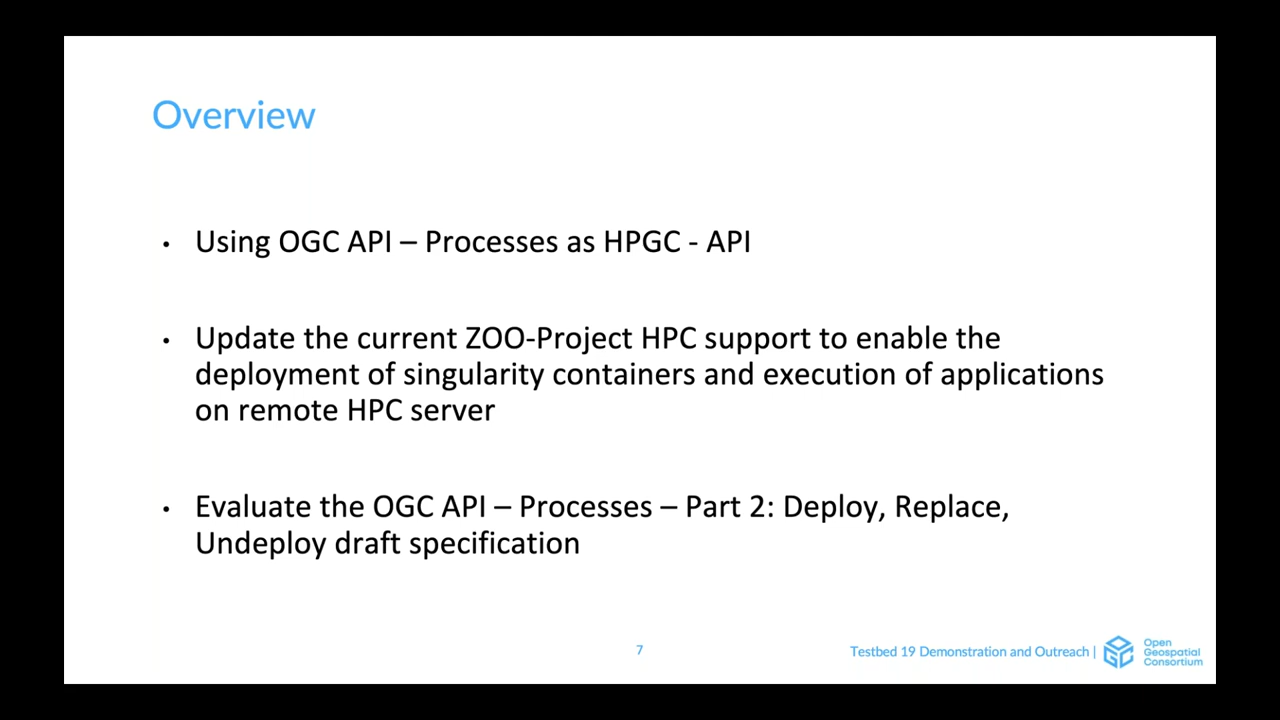 Overview
• Using OGC API – Processes as HPGC - API
• Update the current ZOO-Project HPC support to enable the
deployment of singularity containers and execution of applications
on remote HPC server
• Evaluate the OGC API – Processes – Part 2: Deploy, Replace,
Undeploy draft specification
7
Testbed 19 Demonstration and Outreach |
Open
Geospatial
Consortium